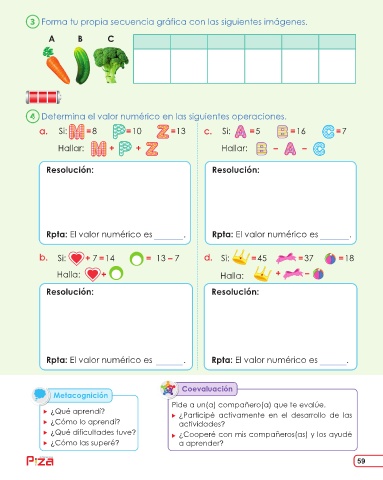 3 Forma tu propia secuencia gráfica con las siguientes imágenes.
A B C
4 Determina el valor numérico en las siguientes operaciones.
a. Si: M = 8 P = 10 Z = 13
Hallar: M + P + Z
c. Si: A = 5 B = 16 C = 7
Hallar: B - A - C
Resolución:
Resolución:
Rpta: El valor numérico es ______.
Rpta: El valor numérico es ______.
b. Si: + 7 = 14 = 13 – 7
Halla: +
d. Si: = 45 = 37 = 18
Halla: + –
Resolución:
Resolución:
Rpta: El valor numérico es ______.
Rpta: El valor numérico es ______.
Metacognición
¿Qué aprendí?
¿Cómo lo aprendí?
¿Qué dificultades tuve?
¿Cómo las superé?
Coevaluación
Pide a un(a) compañero(a) que te evalúe.
¿Participé activamente en el desarrollo de las
actividades?
¿Cooperé con mis compañeros(as) y los ayudé
a aprender?
Piza
59